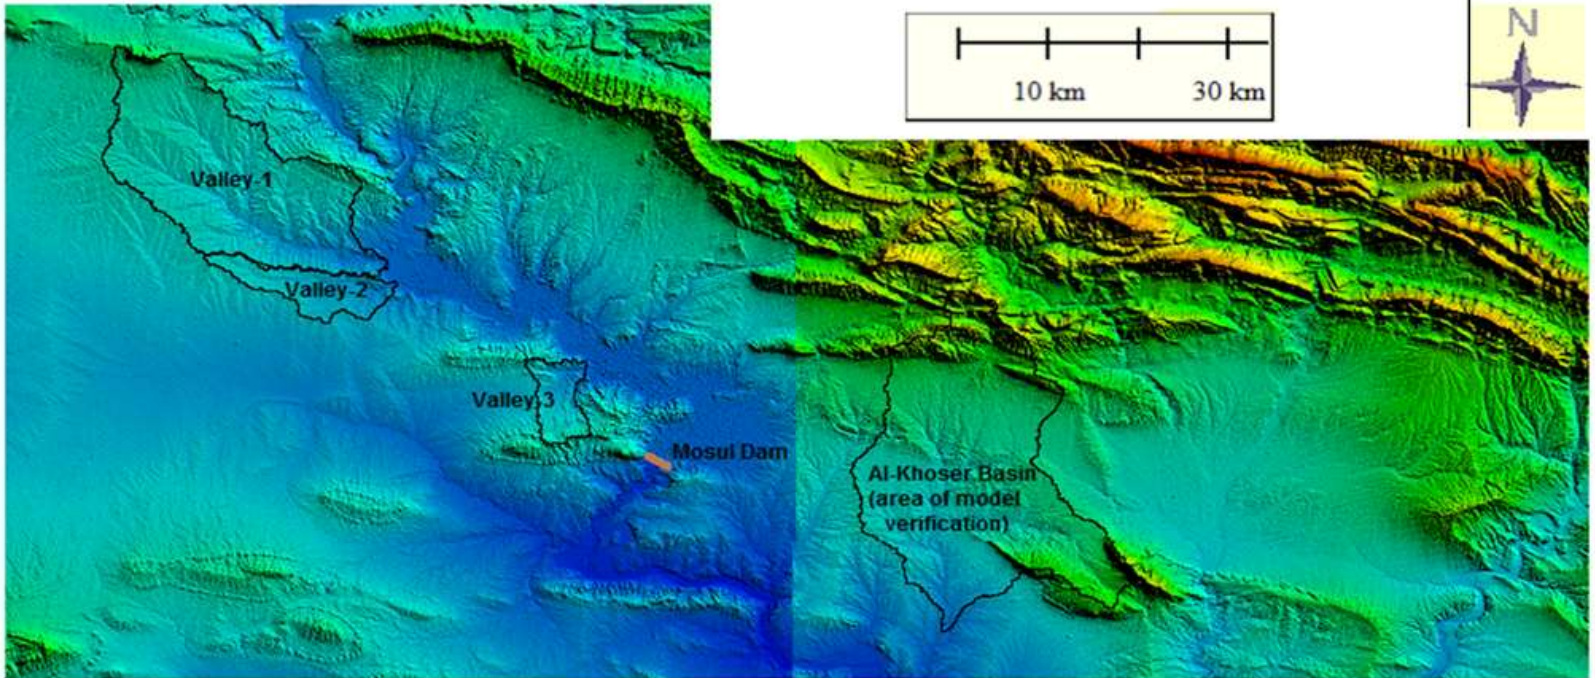 N
10 km 30 km
Valley-1
Valley-2
Valley-3
Mosul Dam
Al-Khoser Basin
(area of model
verification)